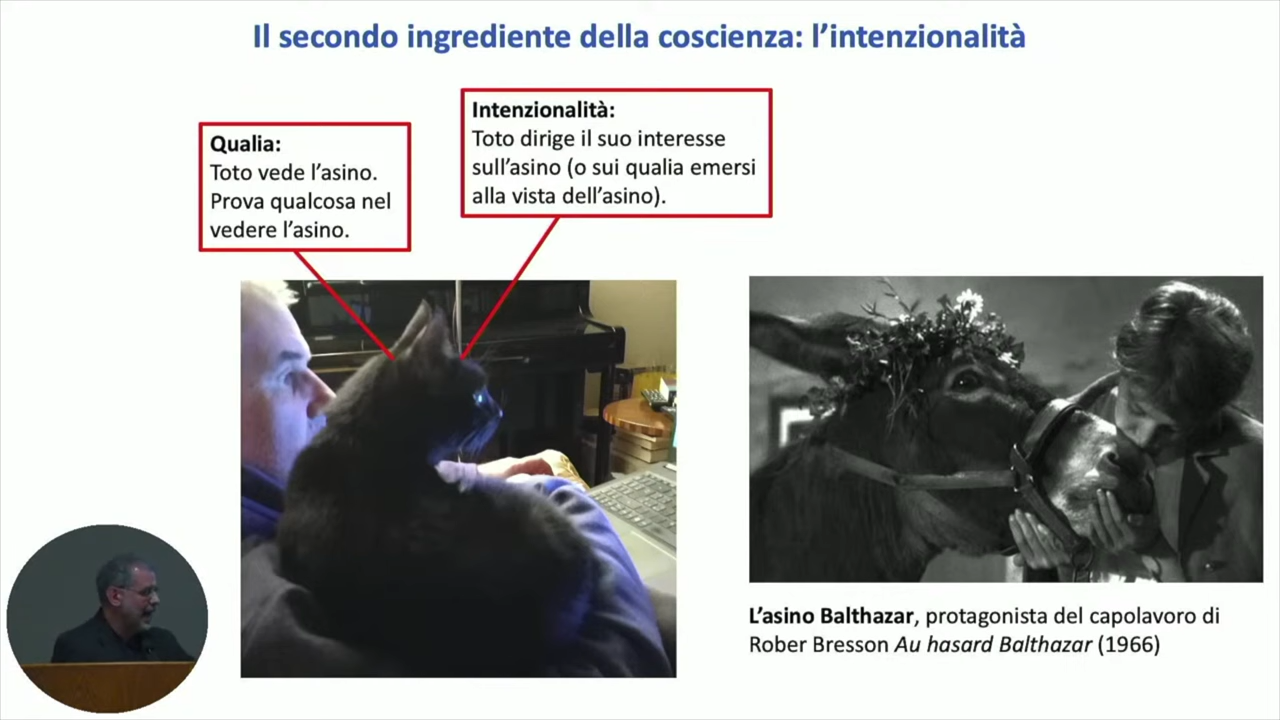 Il secondo ingrediente della coscienza: l’intenzionalità
Qualia:
Toto vede l’asino.
Prova qualcosa nel
vedere l’asino.
Intenzionalità:
Toto dirige il suo interesse
sull’asino (o sui qualia emersi
alla vista dell’asino).
L’asino Balthazar, protagonista del capolavoro di
Rober Bresson Au hasard Balthazar (1966)